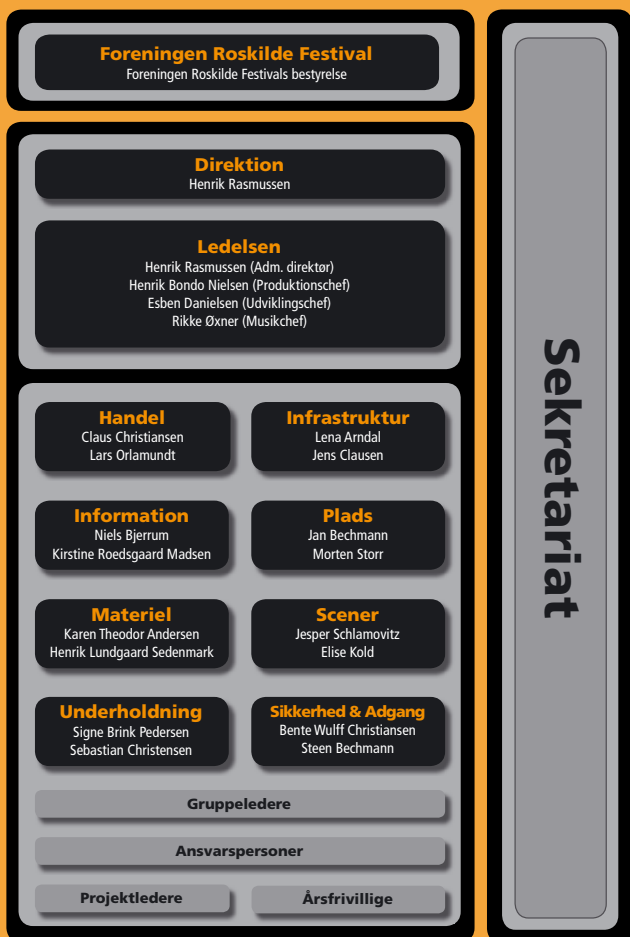 Foreningen Roskilde Festival
Foreningen Roskilde Festivals bestyrelse
Direktion
Henrik Rasmussen
Ledelsen
Henrik Rasmussen (Adm. direktør)
Henrik Bondo Nielsen (Produktionschef)
Esben Danielsen (Udviklingschef)
Rikke Øxner (Musikchef)
Handel
Claus Christiansen
Lars Orlamundt
Infrastruktur
Lena Arndal
Jens Clausen
Information
Niels Bjerrum
Kirstine Roedsgaard Madsen
Plads
Jan Bechmann
Morten Storr
Materiel
Karen Theodor Andersen
Henrik Lundgaard Sedenmark
Scener
Jesper Schlamovitz
Elise Kold
Underholdning
Signe Brink Pedersen
Sebastian Christensen
Sikkerhed & Adgang
Bente Wulff Christiansen
Steen Bechmann
Gruppeledere
Ansvarspersoner
Projektledere
Årsfrivillige
Sekretariat